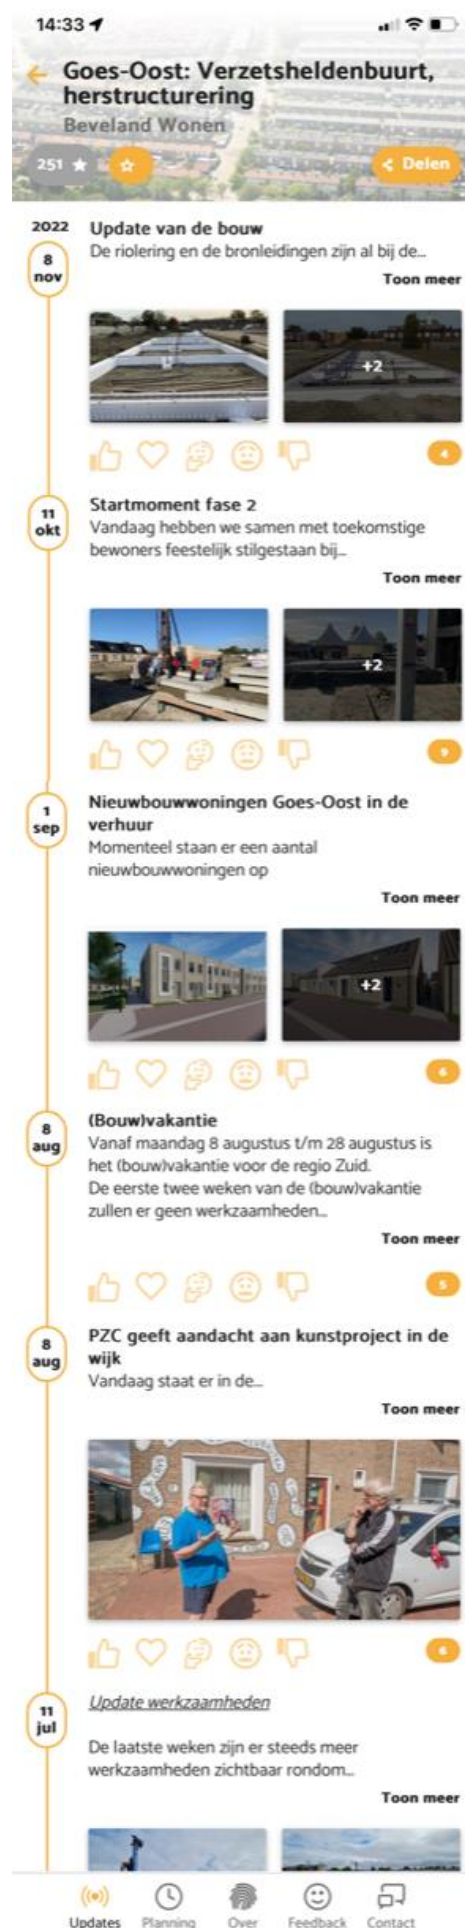 14:33
Goes-Oost: Verzetsheldenbuurt,
herstructurering
Beveland Wonen
251
Delen
2022
8
nov
Update van de bouw
De riolering en de bronleidingen zijn al bij de...
Toon meer
+2
4
11
okt
Startmoment fase 2
Vandaag hebben we samen met toekomstige
bewoners feestelijk stilgestaan bij...
Toon meer
+2
9
1
sep
Nieuwbouwwoningen Goes-Oost in de
verhuur
Momenteel staan er een aantal
nieuwbouwwoningen op
Toon meer
+2
6
8
aug
(Bouw)vakantie
Vanaf maandag 8 augustus t/m 28 augustus is
het (bouw)vakantie voor de regio Zuid.
De eerste twee weken van de (bouw)vakantie
zullen er geen werkzaamheden...
Toon meer
5
8
aug
PZC geeft aandacht aan kunstproject in de
wijk
Vandaag staat er in de...
Toon meer
6
11
jul
Update werkzaamheden
De laatste weken zijn er steeds meer
werkzaamheden zichtbaar rondom...
Toon meer
Updates
Planning
Over
Feedback
Contact